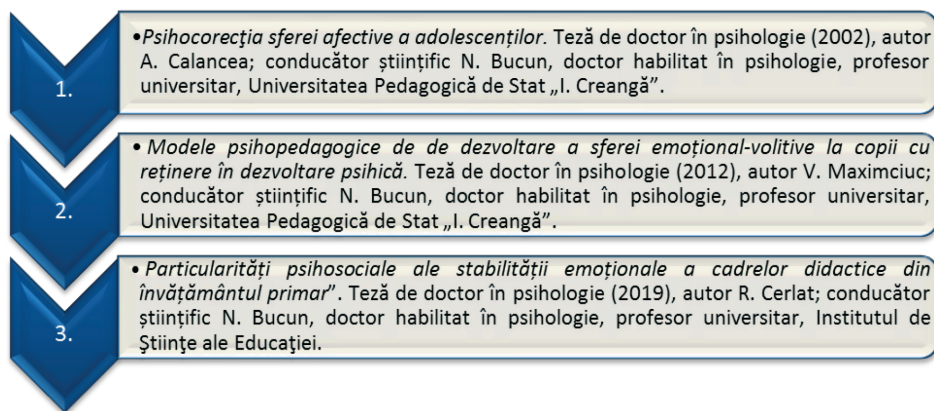 1.
•Psihocorecţia sferei afective a adolescenților. Teză de doctor în psihologie (2002), autor
A. Calancea; conducător științific N. Bucun, doctor habilitat în psihologie, profesor
universitar, Universitatea Pedagogică de Stat „I. Creangă”.
2.
• Modele psihopedagogice de de dezvoltare a sferei emoțional-volitive la copii cu
reținere în dezvoltare psihică. Teză de doctor în psihologie (2012), autor V. Maximciuc;
conducător științific N. Bucun, doctor habilitat în psihologie, profesor universitar,
Universitatea Pedagogică de Stat „I. Creangă”.
3.
• Particularități psihosociale ale stabilității emoționale a cadrelor didactice din
învățământul primar”. Teză de doctor în psihologie (2019), autor R. Cerlat; conducător
științific N. Bucun, doctor habilitat în psihologie, profesor universitar, Institutul de
Ştiinţe ale Educaţiei.